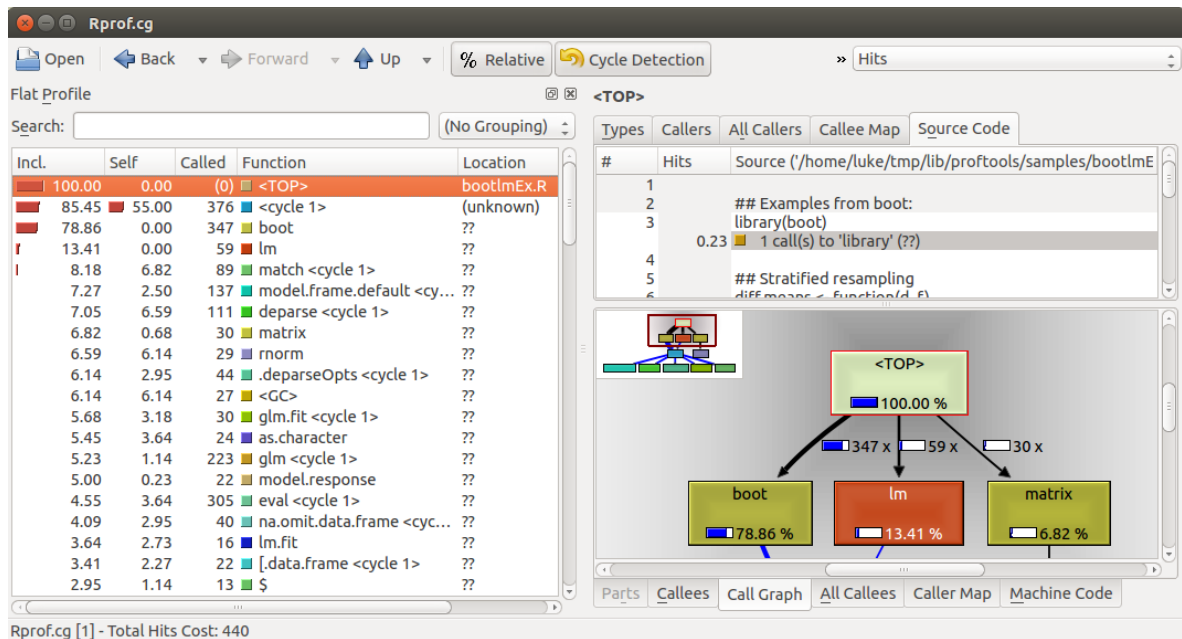 Rprof.cg
Open Back Forward Up % Relative Cycle Detection » Hits
Flat Profile
Search: (No Grouping)
Incl. Self Called Function Location
100.00 0.00 (0) <TOP> bootlmEx.R
85.45 55.00 376 <cycle 1> (unknown)
78.86 0.00 347 boot ??
13.41 0.00 59 lm ??
8.18 6.82 89 match <cycle 1> ??
7.27 2.50 137 model.frame.default <cy... ??
7.05 6.59 111 deparse <cycle 1> ??
6.82 0.68 30 matrix ??
6.59 6.14 29 rnorm ??
6.14 2.95 44 .deparseOpts <cycle 1> ??
6.14 6.14 27 <GC> ??
5.68 3.18 30 glm.fit <cycle 1> ??
5.45 3.64 24 as.character ??
5.23 1.14 223 glm <cycle 1> ??
5.00 0.23 22 model.response ??
4.55 3.64 305 eval <cycle 1> ??
4.09 2.95 40 na.omit.data.frame <cyc... ??
3.64 2.73 16 lm.fit ??
3.41 2.27 22 [.data.frame <cycle 1> ??
2.95 1.14 13 $ ??
<TOP>
Types Callers All Callers Callee Map Source Code
# Hits Source ('/home/luke/tmp/lib/proftools/samples/bootlmE
1
2 ## Examples from boot:
3 library(boot)
0.23 1 call(s) to 'library' (??)
4
5 ## Stratified resampling
6 diff.means <- function(d, f)
<TOP>
100.00 %
347 x 59 x 30 x
boot lm matrix
78.86 % 13.41 % 6.82 %
Parts Callees Call Graph All Callees Caller Map Machine Code
Rprof.cg [1] - Total Hits Cost: 440